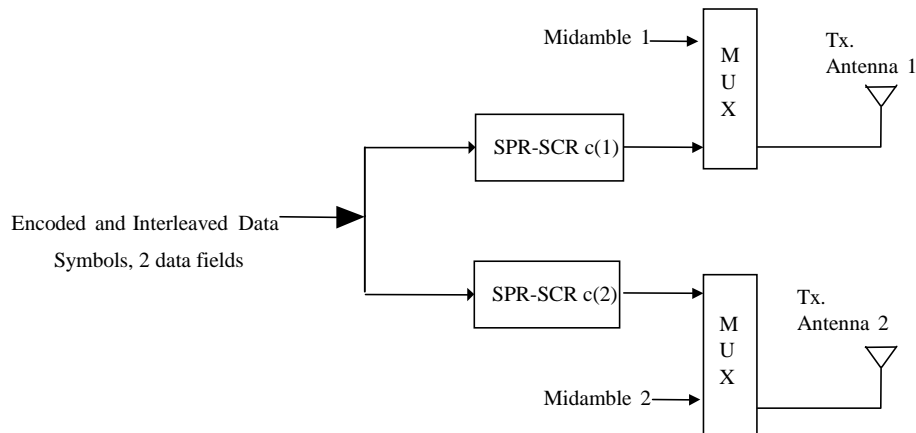 Midamble 1
M
U
X
Tx.
Antenna 1
SPR-SCR c(1)
Encoded and Interleaved Data
Symbols, 2 data fields
SPR-SCR c(2)
M
U
X
Tx.
Antenna 2
Midamble 2